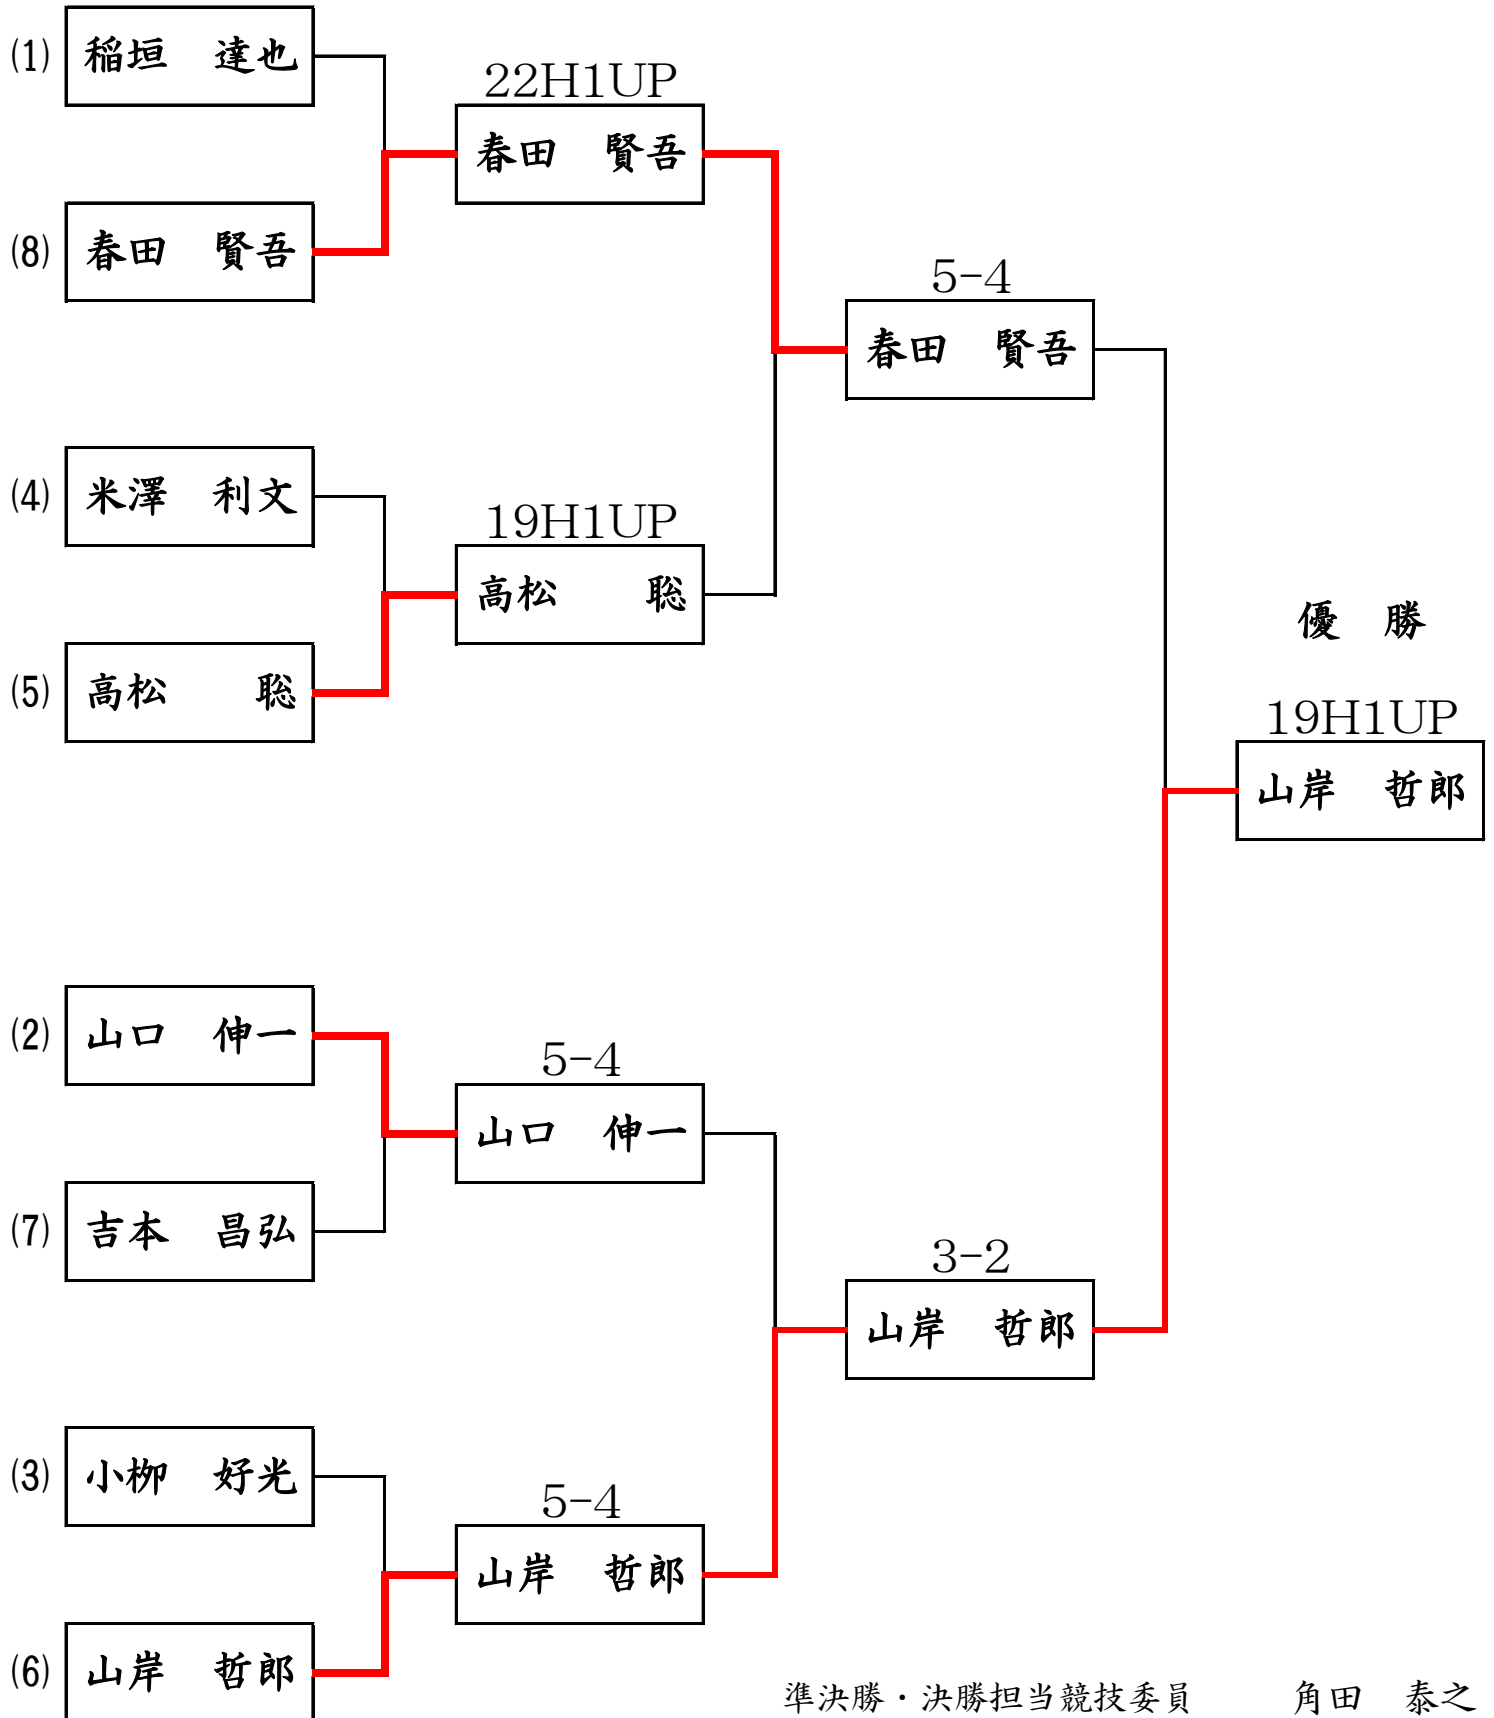 (1) 稲垣　達也
22H1UP
春田　賢吾
(8) 春田　賢吾
5-4
春田　賢吾
(4) 米澤　利文
19H1UP
高松　　聡
(5) 高松　　聡
優　勝
19H1UP
山岸　哲郎
(2) 山口　伸一
5-4
山口　伸一
(7) 吉本　昌弘
3-2
山岸　哲郎
(3) 小栁　好光
5-4
山岸　哲郎
(6) 山岸　哲郎
準決勝・決勝担当競技委員　　角田　泰之